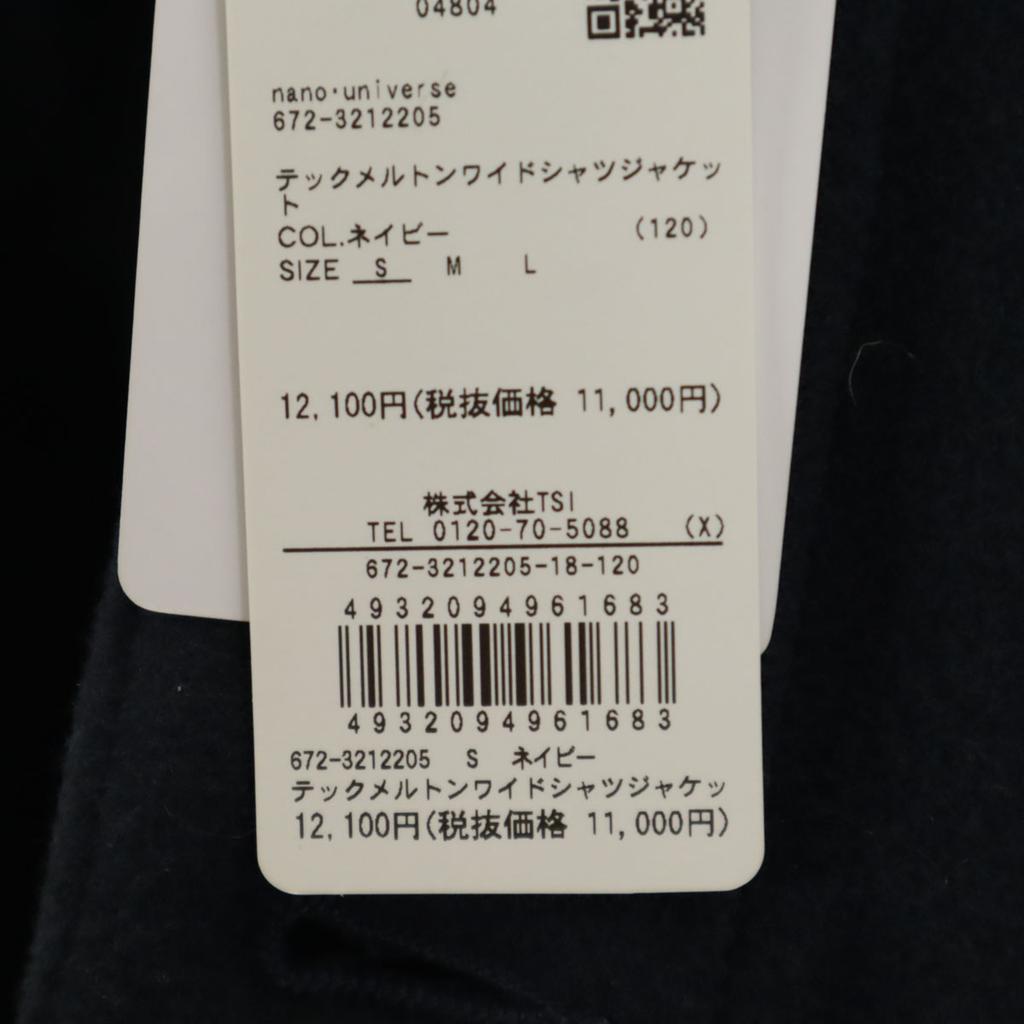 04804
nano・universe
672-3212205
テックメルトンワイドシャツジャケッ
ト
COL.ネイビー (120)
SIZE S M L
12,100円(税抜価格 11,000円)
株式会社TSI
TEL 0120-70-5088 (X)
672-3212205-18-120
4932094961683
4932094961683
672-3212205 S ネイビー
テックメルトンワイドシャツジャケッ
12,100円(税抜価格 11,000円)